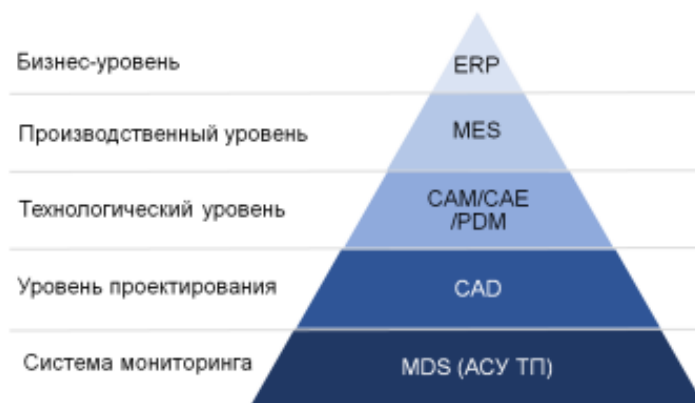 Бизнес-уровень
ERP
Производственный уровень
MES
Технологический уровень
CAM/CAE
/PDM
Уровень проектирования
CAD
Система мониторинга
MDS (АСУ ТП)